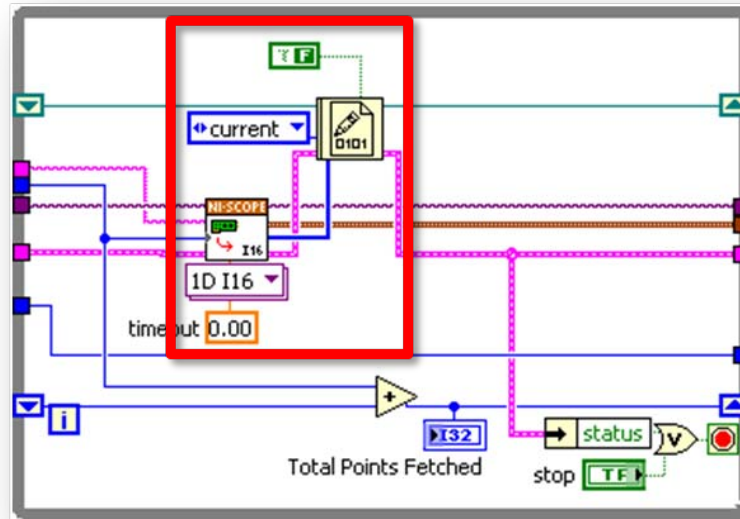 F
current
0101
NI-SCOPE
I16
1D I16
timeout 0.00
i
+
I32
Total Points Fetched
status
V
stop TF